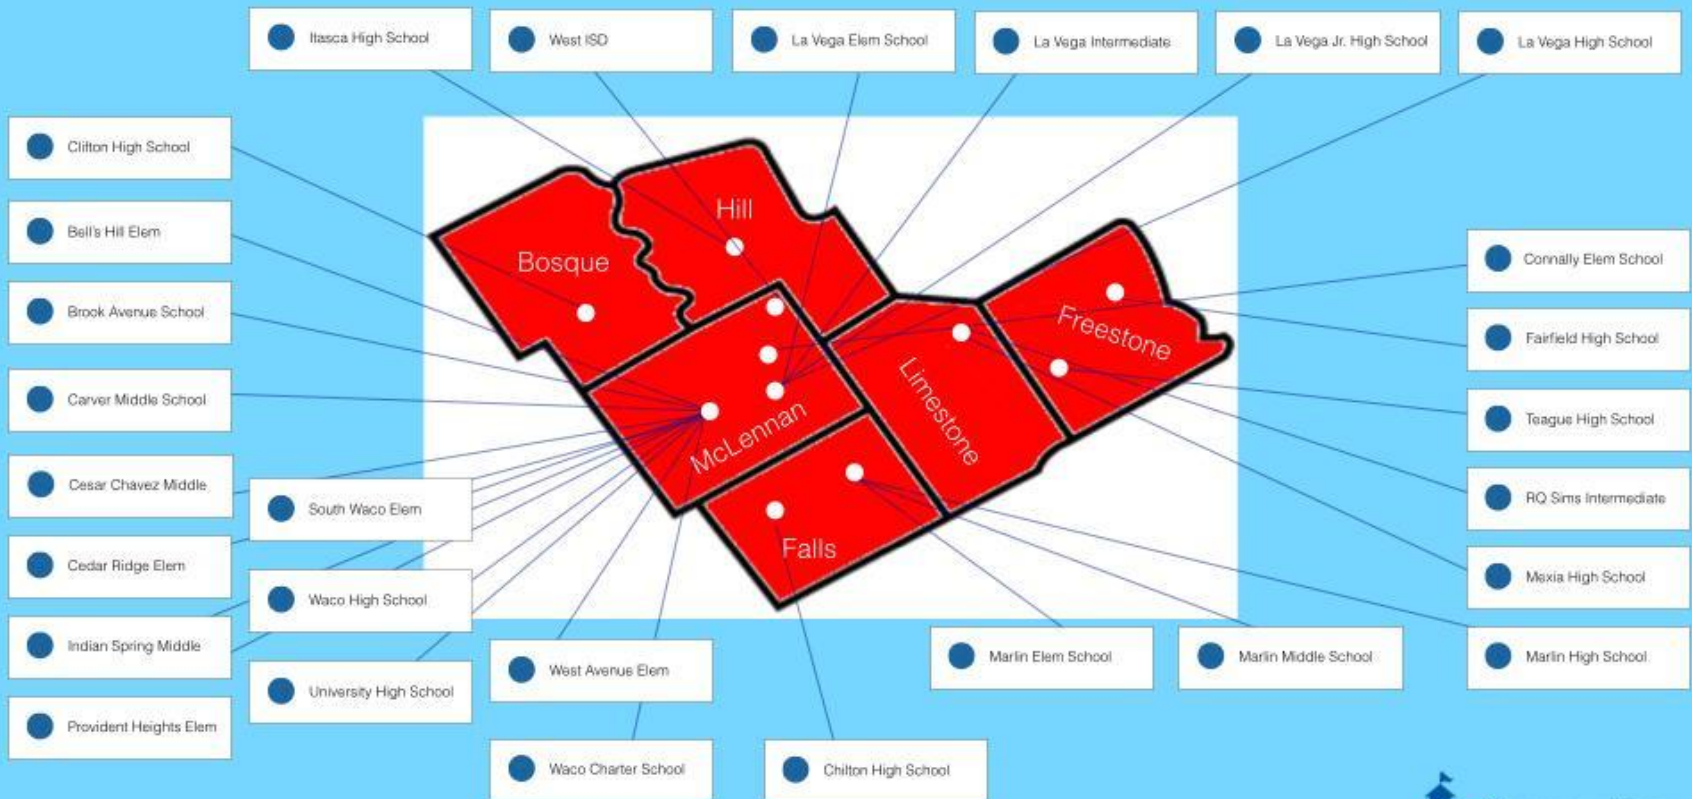 Itasca High School
West ISD
La Vega Elem School
La Vega Intermediate
La Vega Jr. High School
La Vega High School
Clifton High School
Bell's Hill Elem
Brook Avenue School
Carver Middle School
Cesar Chavez Middle
Cedar Ridge Elem
Indian Spring Middle
Provident Heights Elem
South Waco Elem
Waco High School
University High School
West Avenue Elem
Waco Charter School
Chilton High School
Marlin Elem School
Marlin Middle School
Marlin High School
Connally Elem School
Fairfield High School
Teague High School
RQ Sims Intermediate
Mexia High School
Bosque
Hill
McLennan
Falls
Limestone
Freestone